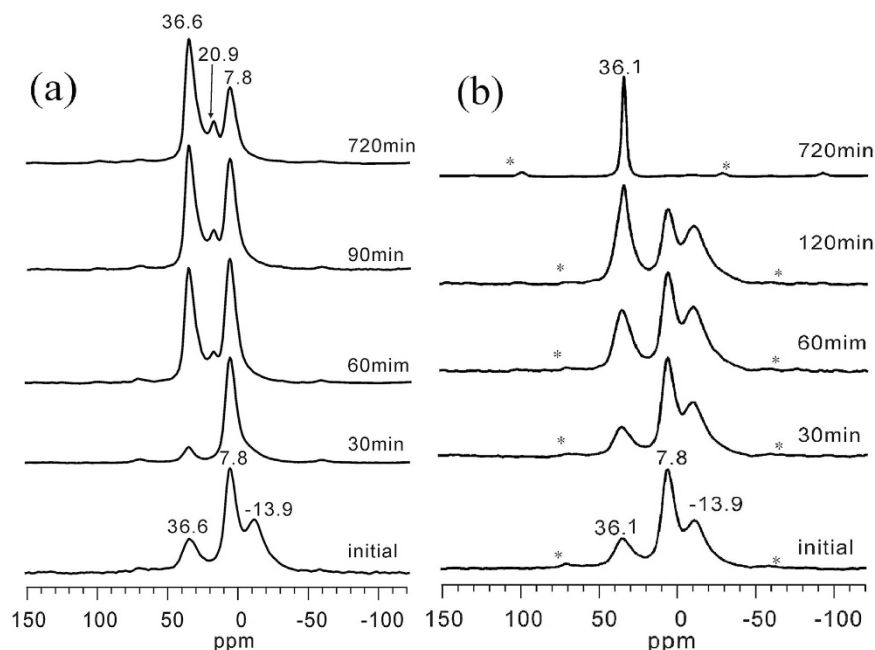 (a)
36.6
20.9
7.8
720min
90min
60mim
30min
7.8
36.6
-13.9
initial
150 100 50 0 -50 -100
ppm
(b)
36.1
* *
720min
120min
* *
60mim
* *
30min
* *
7.8
36.1
-13.9
initial
* *
150 100 50 0 -50 -100
ppm